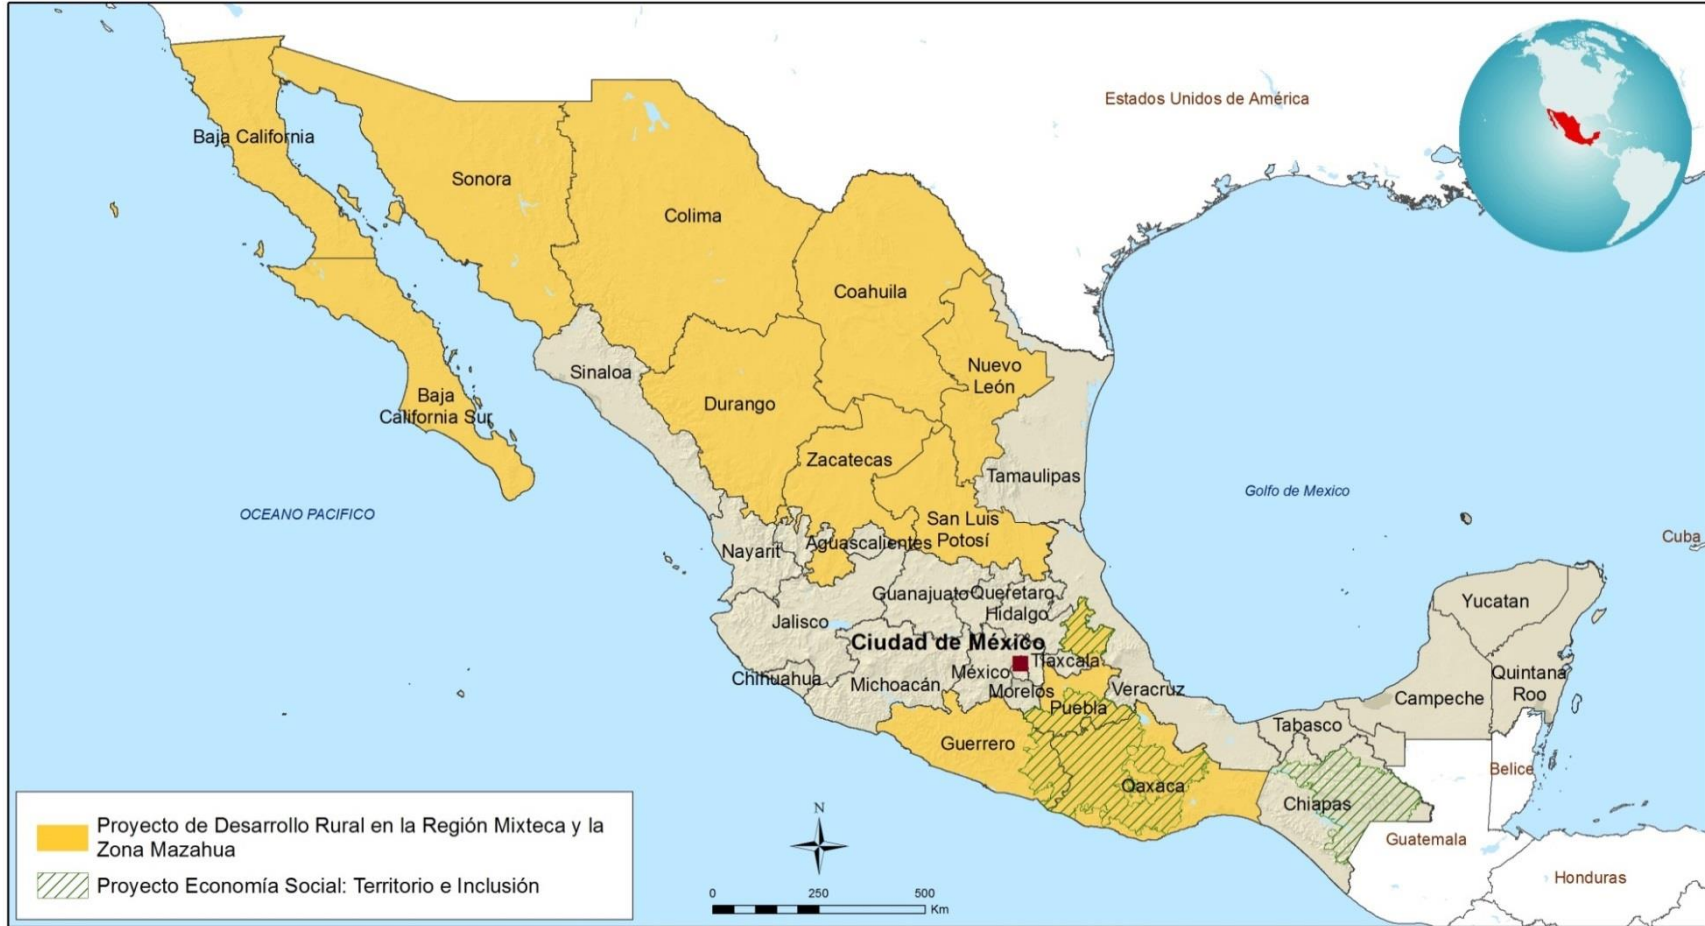 Estados Unidos de América
Baja California
Sonora
Colima
Coahuila
Nuevo
León
Sinaloa
Durango
Baja
California Sur
Zacatecas
Tamaulipas
OCEANO PACIFICO
Golfo de Mexico
San Luis
Potosí
Cuba
Nayarit
Aguascalientes
Guanajuato
Querétaro
Hidalgo
Yucatan
Jalisco
Ciudad de México
Tlaxcala
Chihuahua
Michoacán
México
Morelos
Veracruz
Quintana
Roo
Campeche
Puebla
Tabasco
Guerrero
Belice
Oaxaca
Chiapas
Guatemala
Honduras
Proyecto de Desarrollo Rural en la Región Mixteca y la
Zona Mazahua
Proyecto Economía Social: Territorio e Inclusión
N
0 250 500
Km